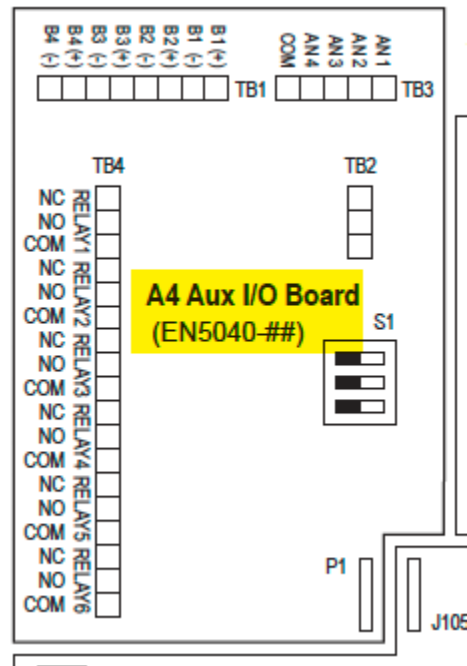 B4 (-)
B4 (+)
B3 (-)
B3 (+)
B2 (-)
B2 (+)
B1 (-)
B1 (+)
TB1
COM
AN4
AN 3
AN 2
AN 1
TB3
TB4
TB2
NC
NO
COM
RELAY1
NC
NO
COM
RELAY2
NC
NO
COM
RELAY3
NC
NO
COM
RELAY4
NC
NO
COM
RELAY5
NC
NO
COM
RELAY6
A4 Aux I/O Board
(EN5040-##)
S1
P1
J105